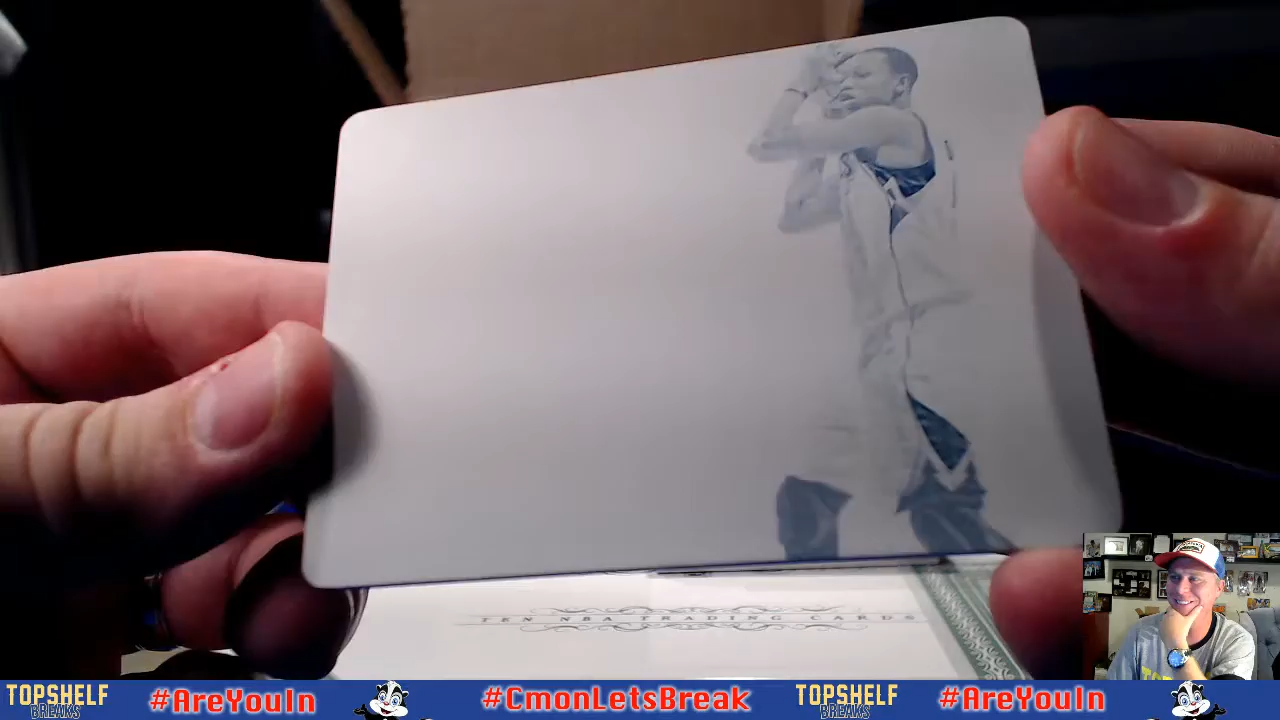 TEN NBA TRADING CARDS
TOPSHELF
BREAKS
#AreYouIn
#CmonLetsBreak
TOPSHELF
BREAKS
#AreYouIn